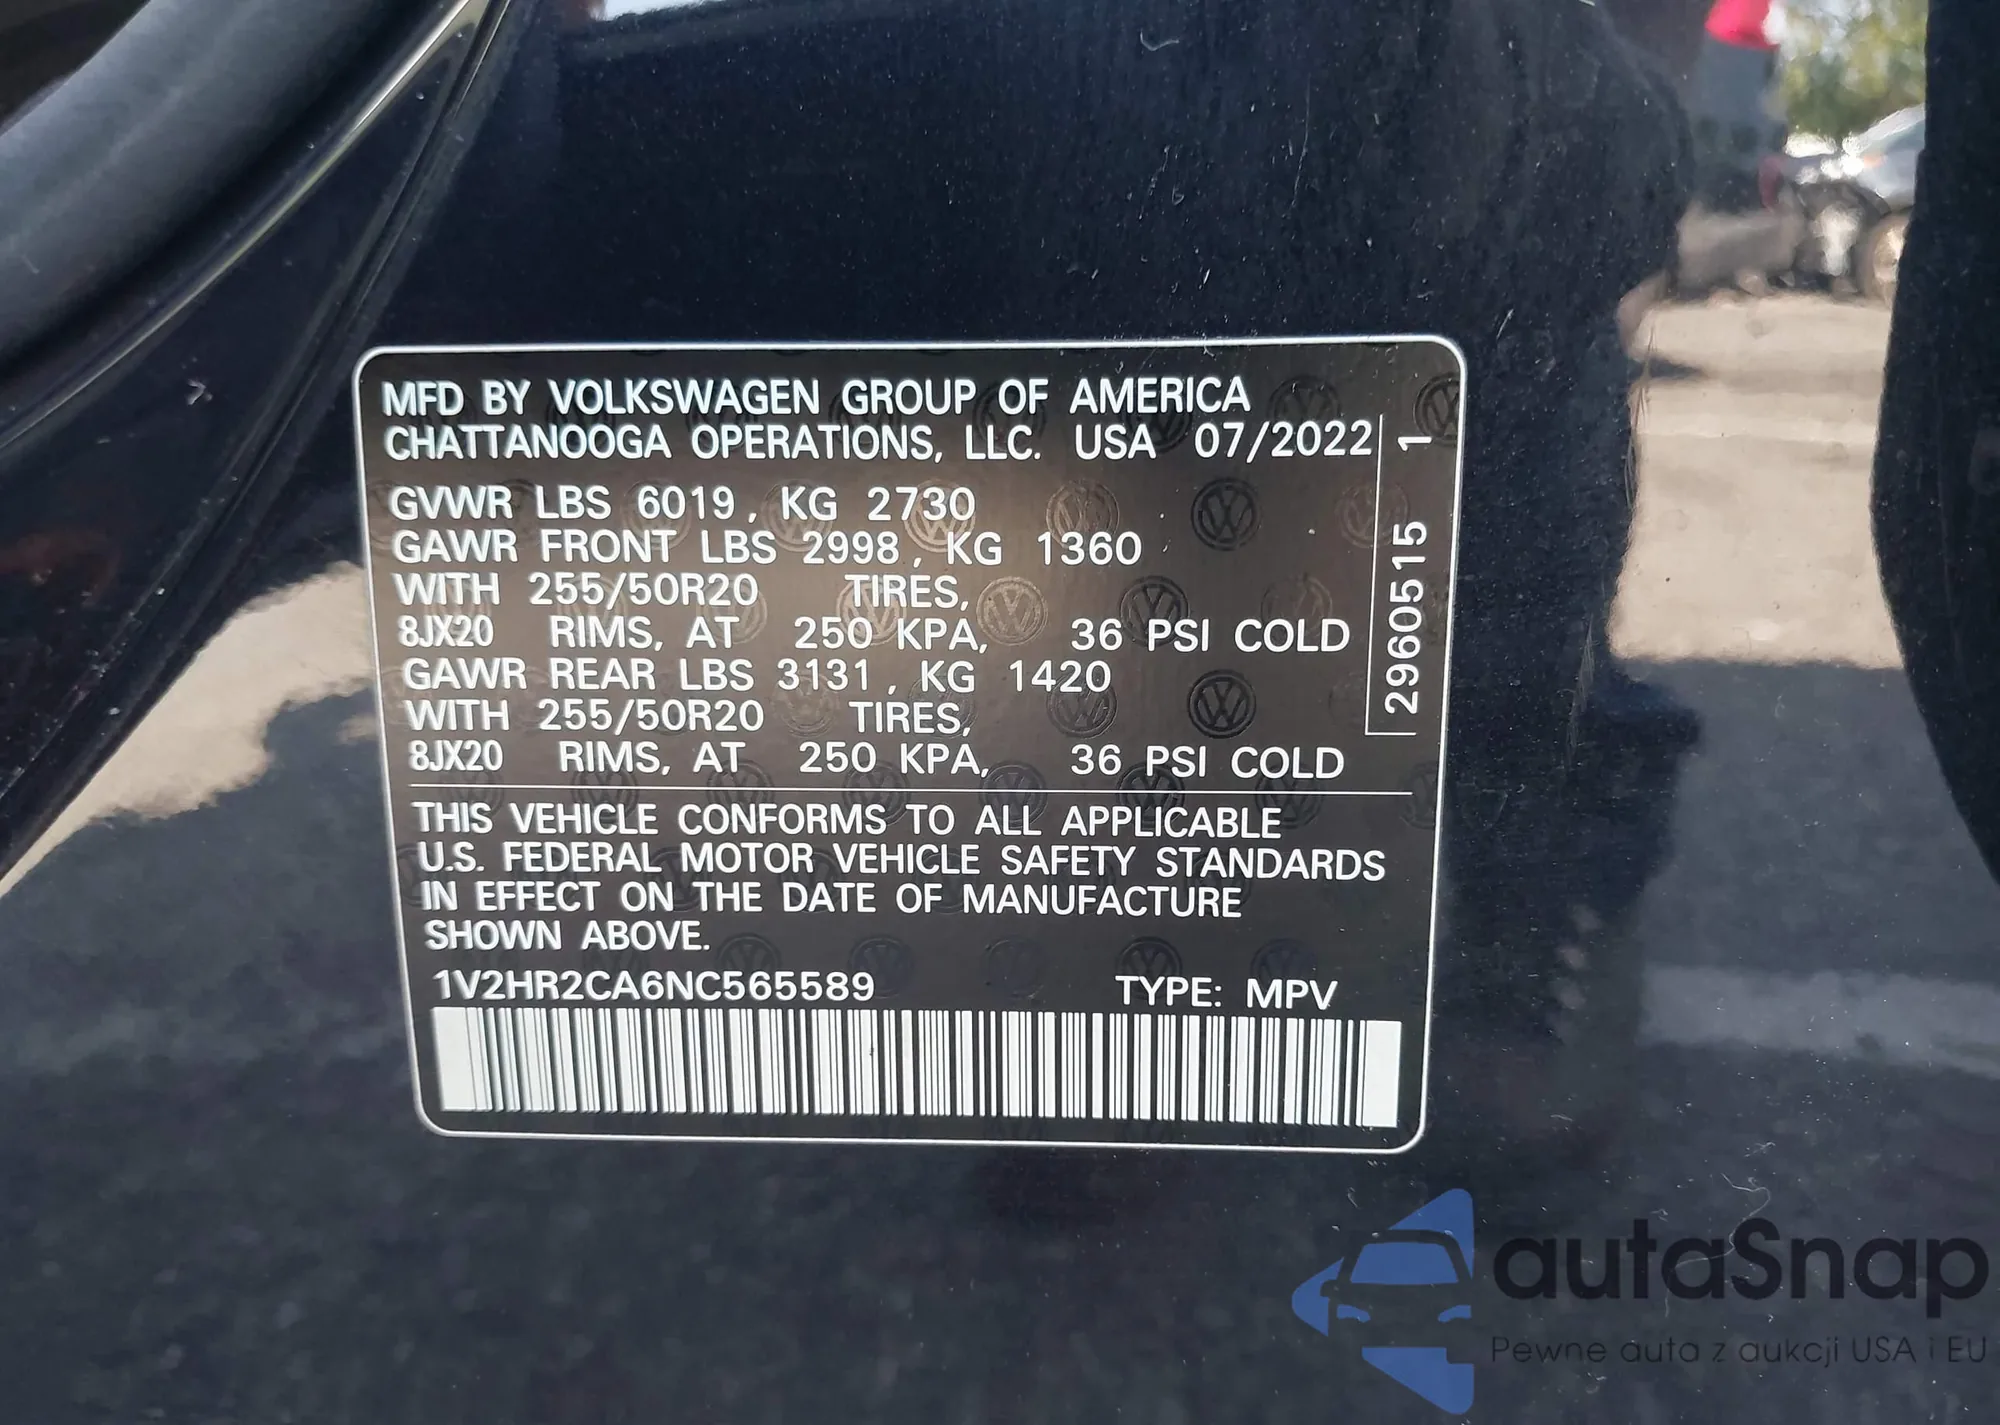 MFD BY VOLKSWAGEN GROUP OF AMERICA
CHATTANOOGA OPERATIONS, LLC. USA 07/2022
GVWR LBS 6019, KG 2730
GAWR FRONT LBS 2998, KG 1360
WITH 255/50R20 TIRES,
8JX20 RIMS, AT 250 KPA, 36 PSI COLD
GAWR REAR LBS 3131, KG 1420
WITH 255/50R20 TIRES,
8JX20 RIMS, AT 250 KPA, 36 PSI COLD
2960515 1
THIS VEHICLE CONFORMS TO ALL APPLICABLE
U.S. FEDERAL MOTOR VEHICLE SAFETY STANDARDS
IN EFFECT ON THE DATE OF MANUFACTURE
SHOWN ABOVE.
1V2HR2CA6NC565589 TYPE: MPV
autaSnap
Pewne auta z aukcji USA i EU